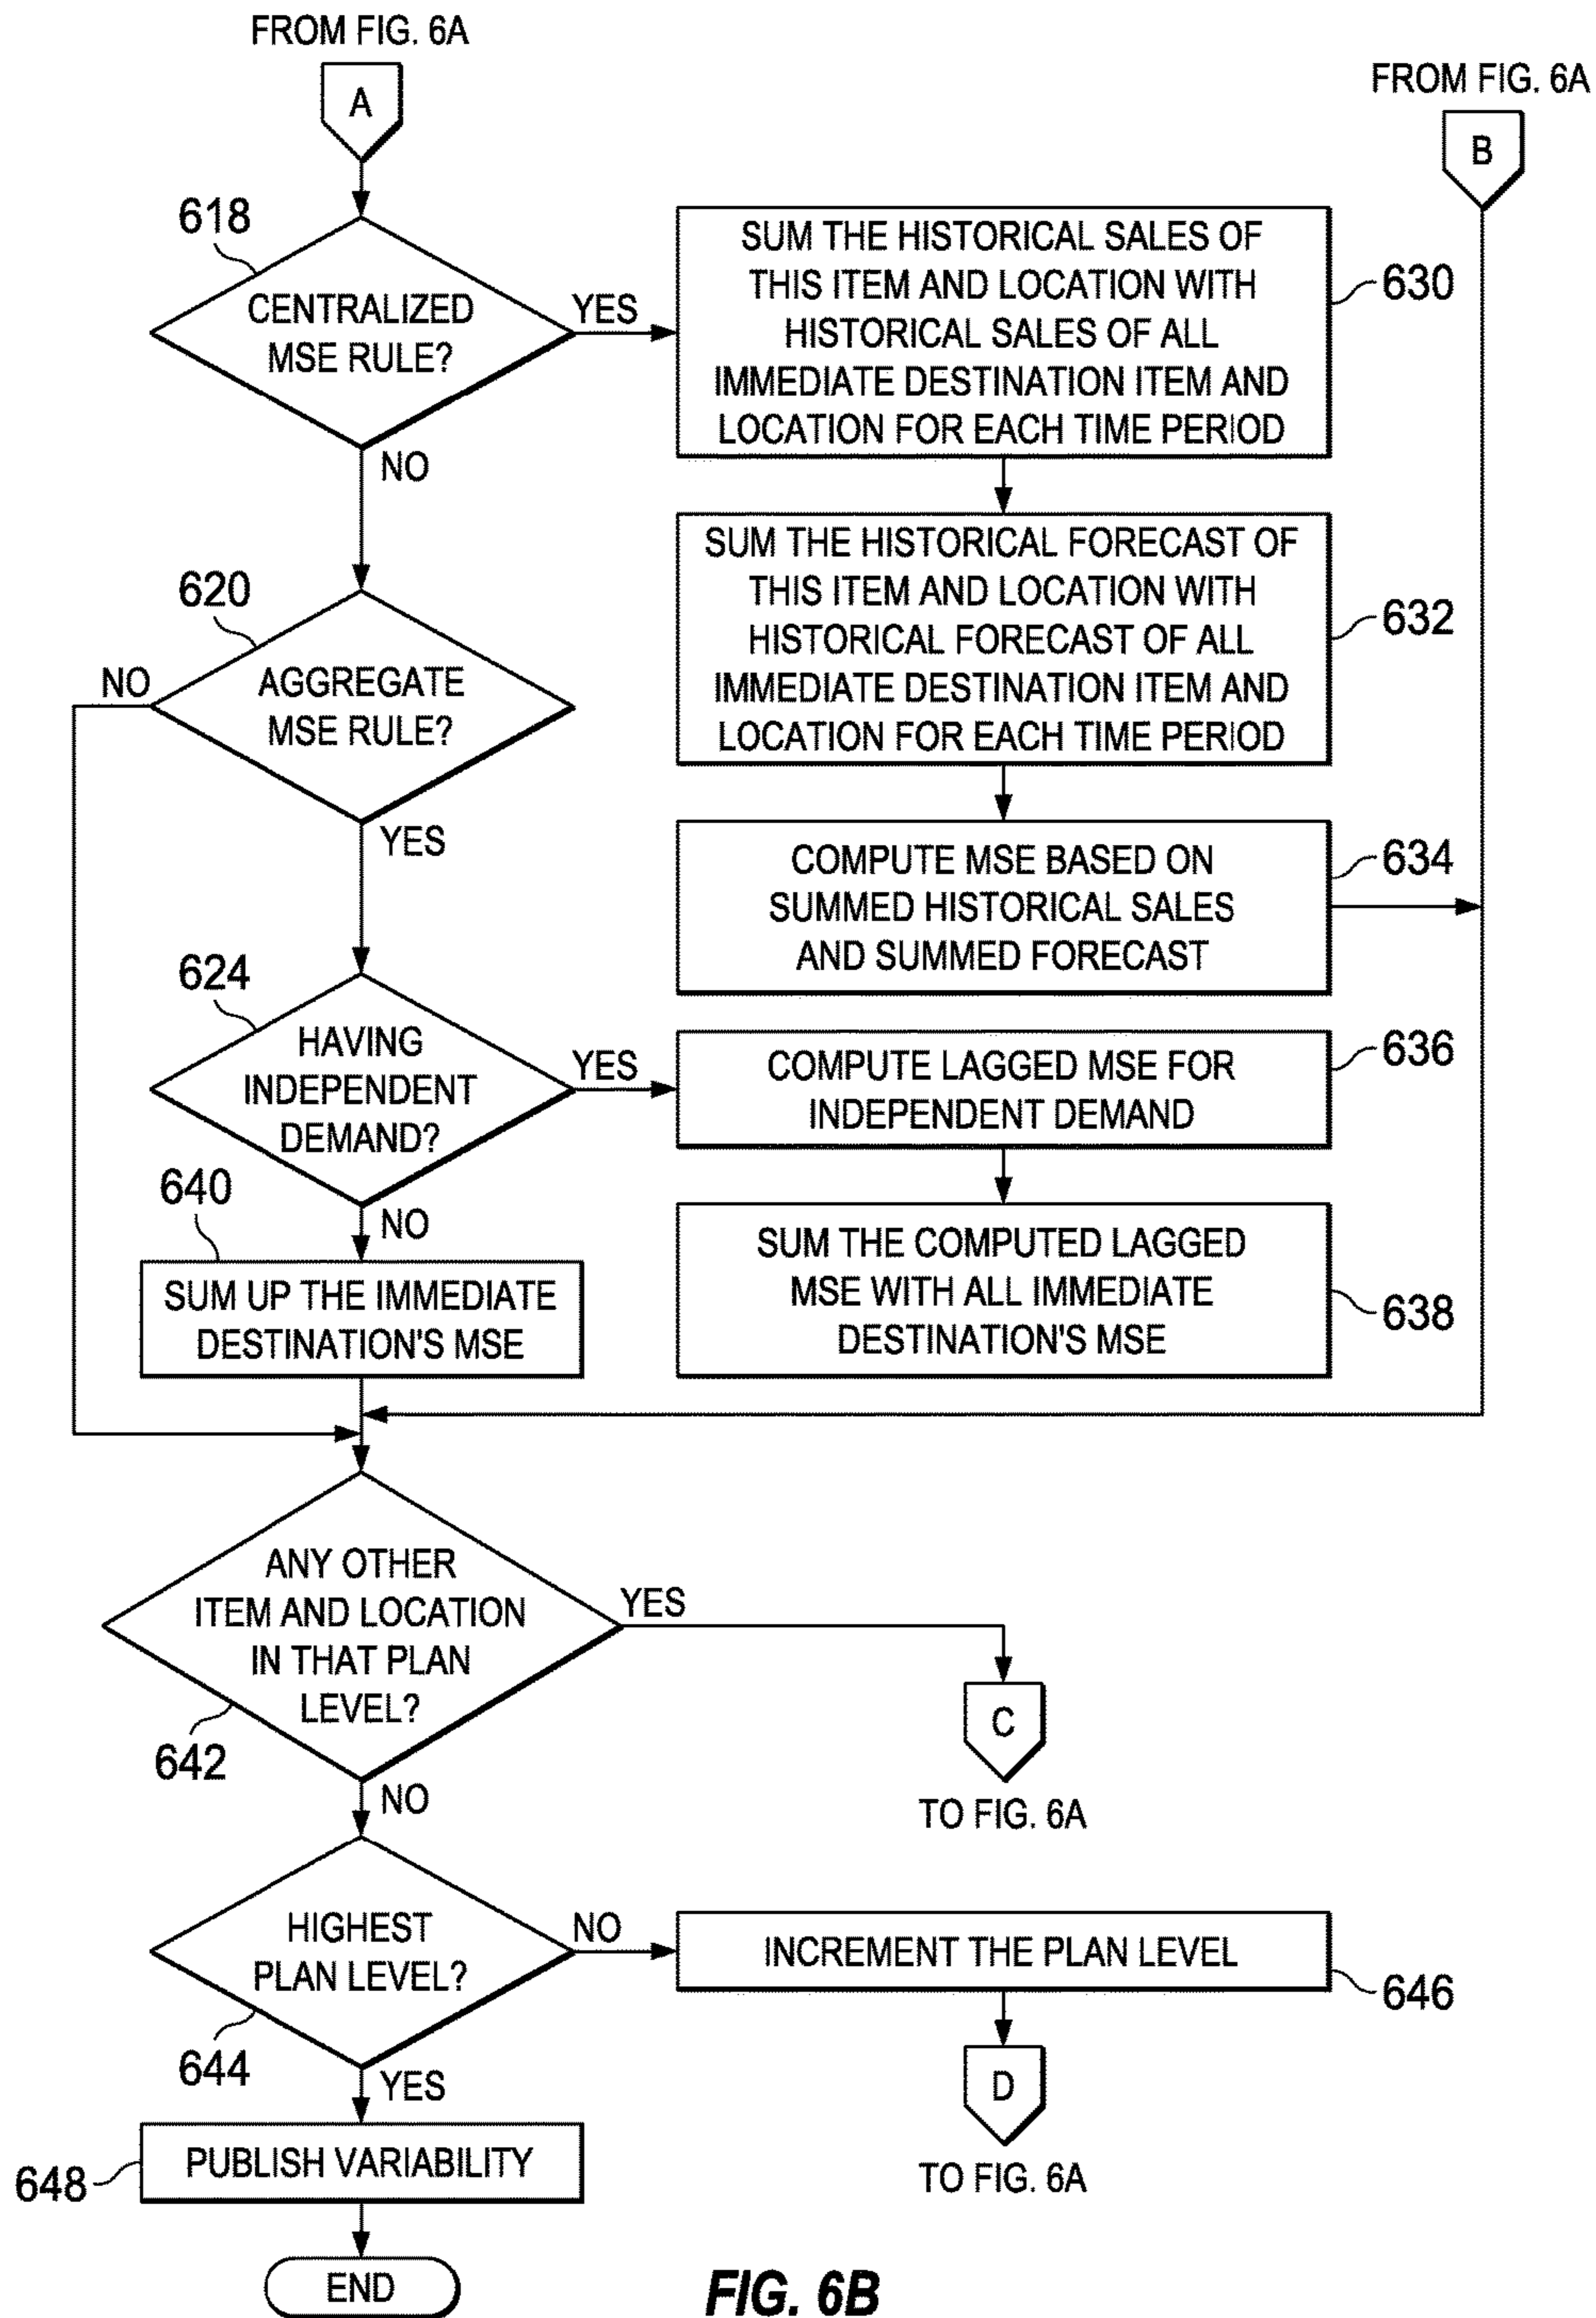 FROM FIG. 6A
A
FROM FIG. 6A
B
618
CENTRALIZED
MSE RULE?
YES
NO
SUM THE HISTORICAL SALES OF
THIS ITEM AND LOCATION WITH
HISTORICAL SALES OF ALL
IMMEDIATE DESTINATION ITEM AND
LOCATION FOR EACH TIME PERIOD
630
SUM THE HISTORICAL FORECAST OF
THIS ITEM AND LOCATION WITH
HISTORICAL FORECAST OF ALL
IMMEDIATE DESTINATION ITEM AND
LOCATION FOR EACH TIME PERIOD
632
620
NO
AGGREGATE
MSE RULE?
YES
COMPUTE MSE BASED ON
SUMMED HISTORICAL SALES
AND SUMMED FORECAST
634
624
HAVING
INDEPENDENT
DEMAND?
YES
NO
COMPUTE LAGGED MSE FOR
INDEPENDENT DEMAND
636
SUM THE COMPUTED LAGGED
MSE WITH ALL IMMEDIATE
DESTINATION'S MSE
638
640
SUM UP THE IMMEDIATE
DESTINATION'S MSE
ANY OTHER
ITEM AND LOCATION
IN THAT PLAN
LEVEL?
YES
642
NO
C
TO FIG. 6A
HIGHEST
PLAN LEVEL?
NO
644
YES
INCREMENT THE PLAN LEVEL
646
D
TO FIG. 6A
PUBLISH VARIABILITY
648
END
FIG. 6B